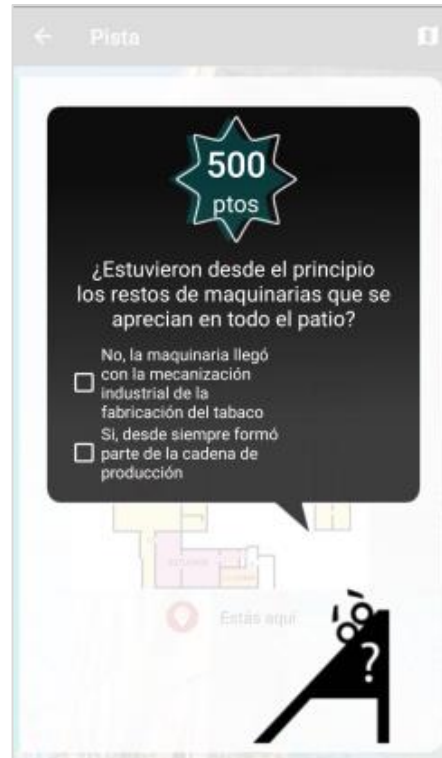 Pista
500
ptos
¿Estuvieron desde el principio
los restos de maquinarias que se
aprecian en todo el patio?
No, la maquinaria llegó
con la mecanización
industrial de la
fabricación del tabaco
Si, desde siempre formó
parte de la cadena de
producción
Estás aquí
?